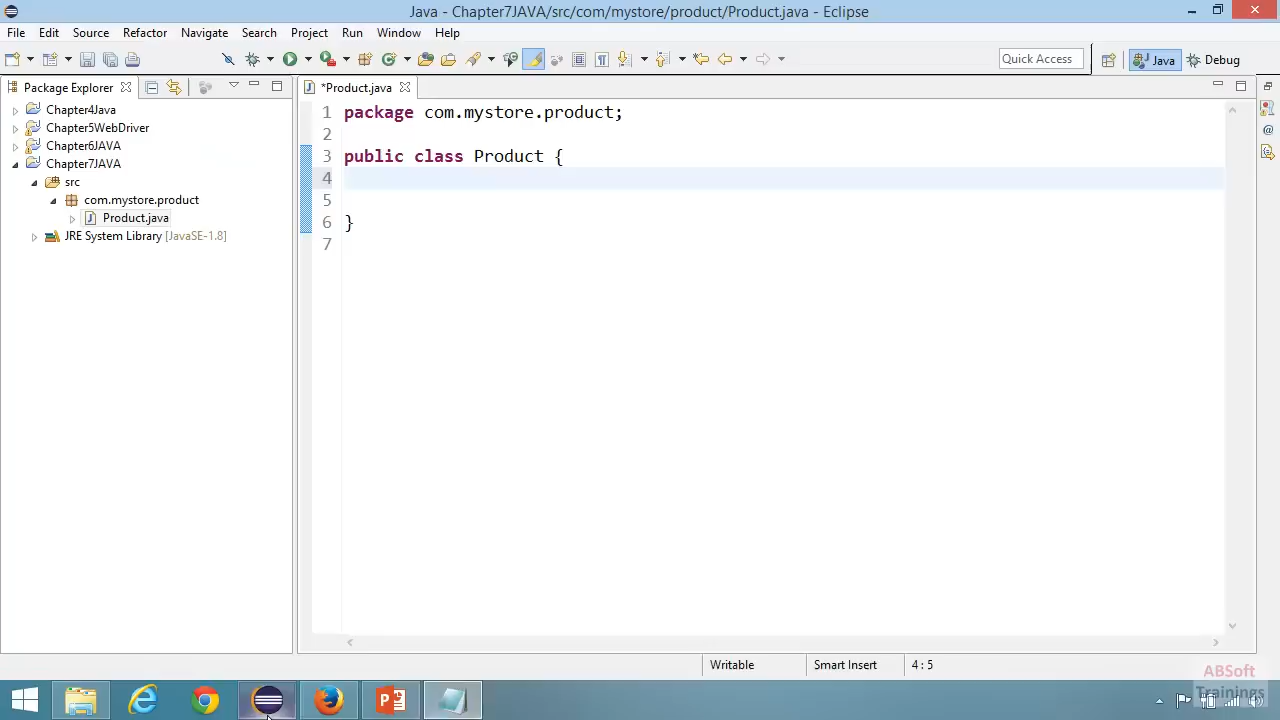 Java - Chapter7JAVA/src/com/mystore/product/Product.java - Eclipse
File Edit Source Refactor Navigate Search Project Run Window Help
Quick Access Java Debug
Package Explorer
*Product.java
Chapter4Java
Chapter5WebDriver
Chapter6JAVA
Chapter7JAVA
src
com.mystore.product
Product.java
JRE System Library [JavaSE-1.8]
1 package com.mystore.product;
2
3 public class Product {
4
5
6 }
7
Writable Smart Insert 4 : 5
ABSoft
Trainings